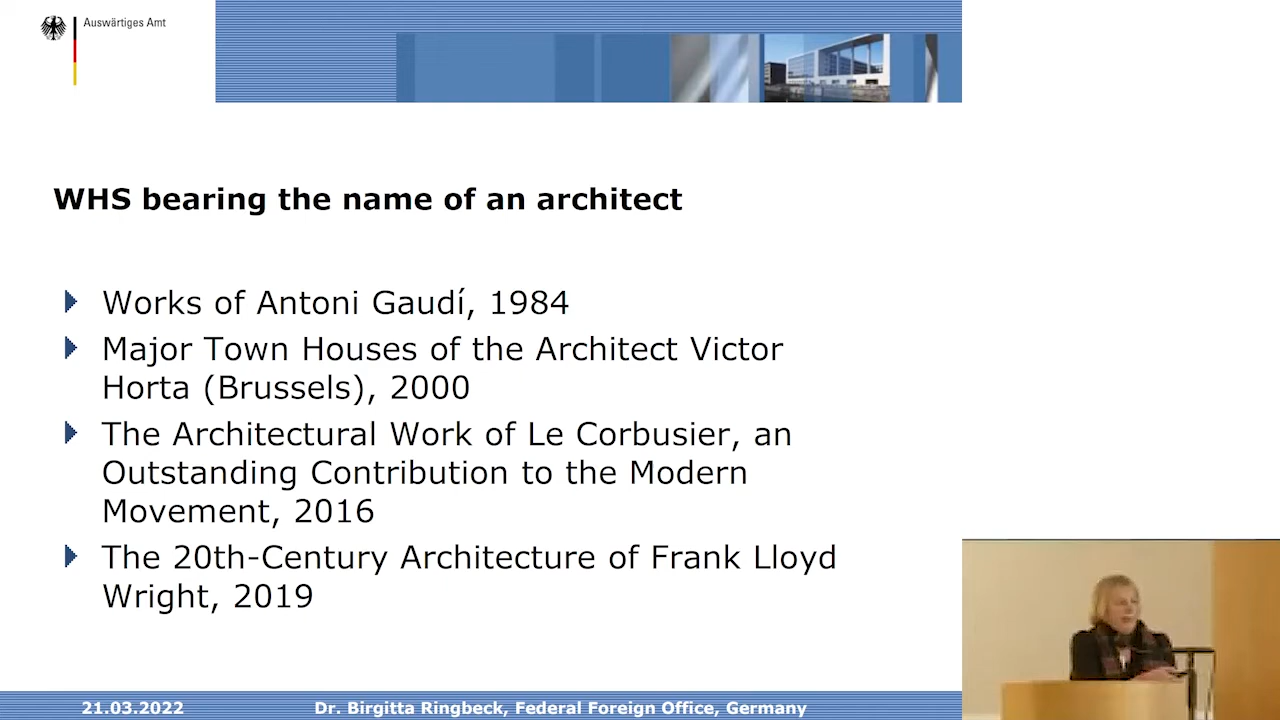 Auswärtiges Amt
WHS bearing the name of an architect
Works of Antoni Gaudí, 1984
Major Town Houses of the Architect Victor
Horta (Brussels), 2000
The Architectural Work of Le Corbusier, an
Outstanding Contribution to the Modern
Movement, 2016
The 20th-Century Architecture of Frank Lloyd
Wright, 2019
21.03.2022
Dr. Birgitta Ringbeck, Federal Foreign Office, Germany